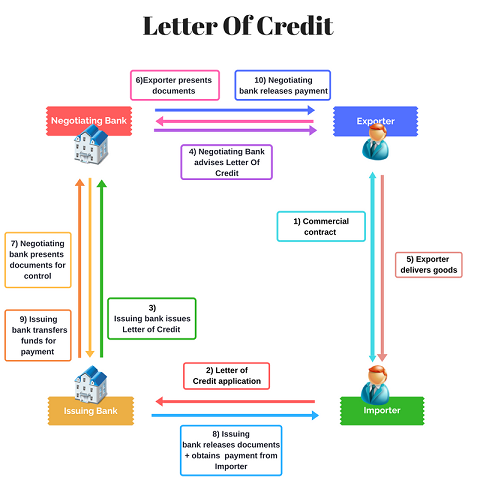 Letter Of Credit
6)Exporter presents
documents
10) Negotiating
bank releases payment
Negotiating Bank
Exporter
4) Negotiating Bank
advises Letter Of
Credit
1) Commercial
contract
7) Negotiating
bank presents
documents for
control
5) Exporter
delivers goods
3)
Issuing bank issues
Letter of Credit
9) Issuing
bank transfers
funds for
payment
2) Letter of
Credit application
Issuing Bank
Importer
8) Issuing
bank releases documents
+ obtains payment from
Importer